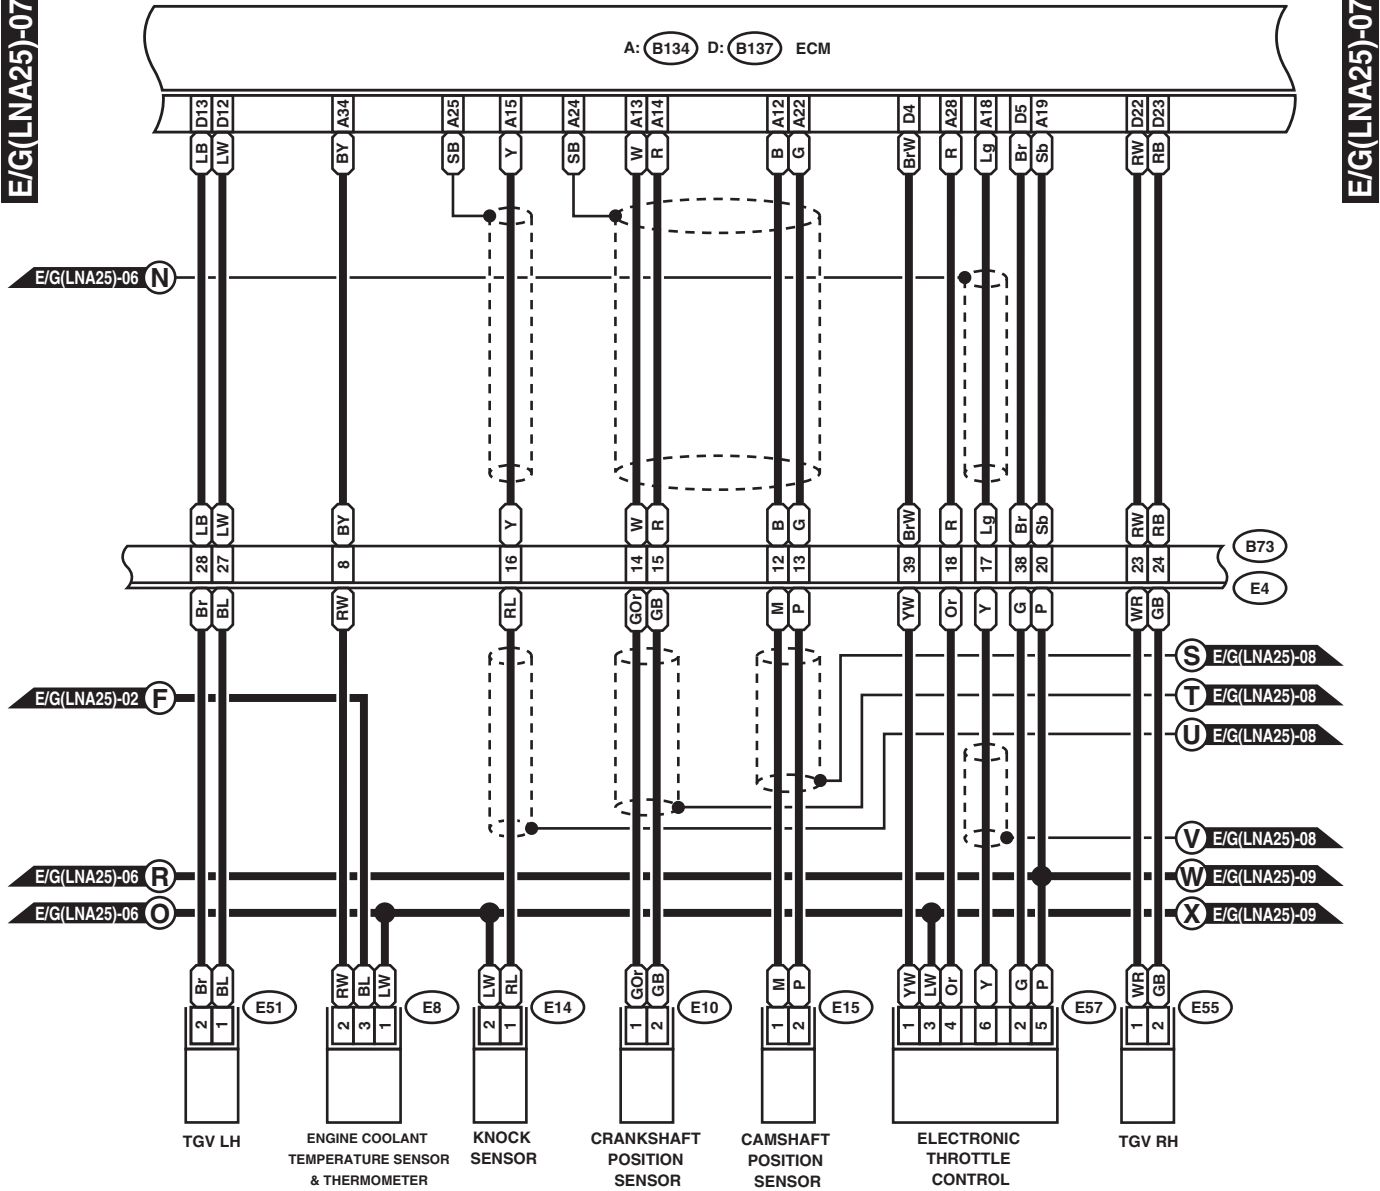 E/G(LNA25)-07
E/G(LNA25)-07
A: B134 D: B137 ECM
D13 D12 A34 A25 A15 A24 A13 A14 A12 A22 D4 A28 A18 D5 A19 D22 D23
LB LW BY SB Y SB W R B G BrW R Lg Br Sb RW RB
E/G(LNA25)-06 N
LB LW BY Y W R B G BrW R Lg Br Sb RW RB
B73
28 27 8 16 14 15 12 13 39 18 17 38 20 23 24
E4
Br BL RW RL GOr GB M P YW Or Y G P WR GB
S E/G(LNA25)-08
E/G(LNA25)-02 F
T E/G(LNA25)-08
U E/G(LNA25)-08
V E/G(LNA25)-08
E/G(LNA25)-06 R
W E/G(LNA25)-09
E/G(LNA25)-06 O
X E/G(LNA25)-09
Br BL RW BL LW LW RL GOr GB M P YW LW Or Y G P WR GB
E51 E8 E14 E10 E15 E57 E55
2 1 2 3 1 2 1 1 2 1 2 1 3 4 6 2 5 1 2
TGV LH
ENGINE COOLANT
TEMPERATURE SENSOR
& THERMOMETER
KNOCK
SENSOR
CRANKSHAFT
POSITION
SENSOR
CAMSHAFT
POSITION
SENSOR
ELECTRONIC
THROTTLE
CONTROL
TGV RH